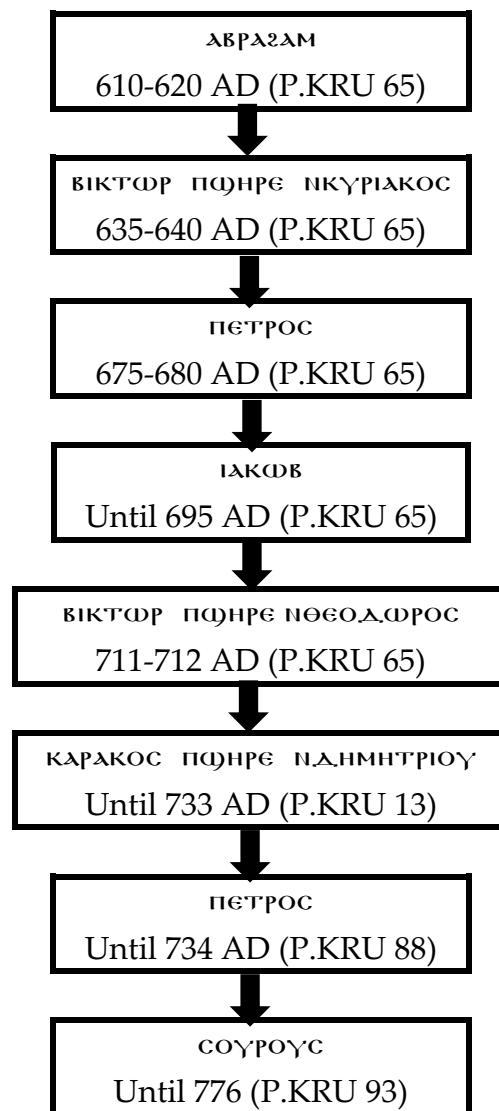 ⲁⲃⲣⲁϩⲁⲙ
610-620 AD (P.KRU 65)
ⲃⲓⲕⲧⲱⲣ ⲡϣⲏⲣⲉ ⲛⲕⲩⲣⲓⲁⲕⲟⲥ
635-640 AD (P.KRU 65)
ⲡⲉⲧⲣⲟⲥ
675-680 AD (P.KRU 65)
ⲓⲁⲕⲱⲃ
Until 695 AD (P.KRU 65)
ⲃⲓⲕⲧⲱⲣ ⲡϣⲏⲣⲉ ⲛⲑⲉⲟⲇⲱⲣⲟⲥ
711-712 AD (P.KRU 65)
ⲕⲁⲣⲁⲕⲟⲥ ⲡϣⲏⲣⲉ ⲛⲇⲏⲙⲏⲧⲣⲓⲟⲩ
Until 733 AD (P.KRU 13)
ⲡⲉⲧⲣⲟⲥ
Until 734 AD (P.KRU 88)
ⲥⲟⲩⲣⲟⲩⲥ
Until 776 (P.KRU 93)